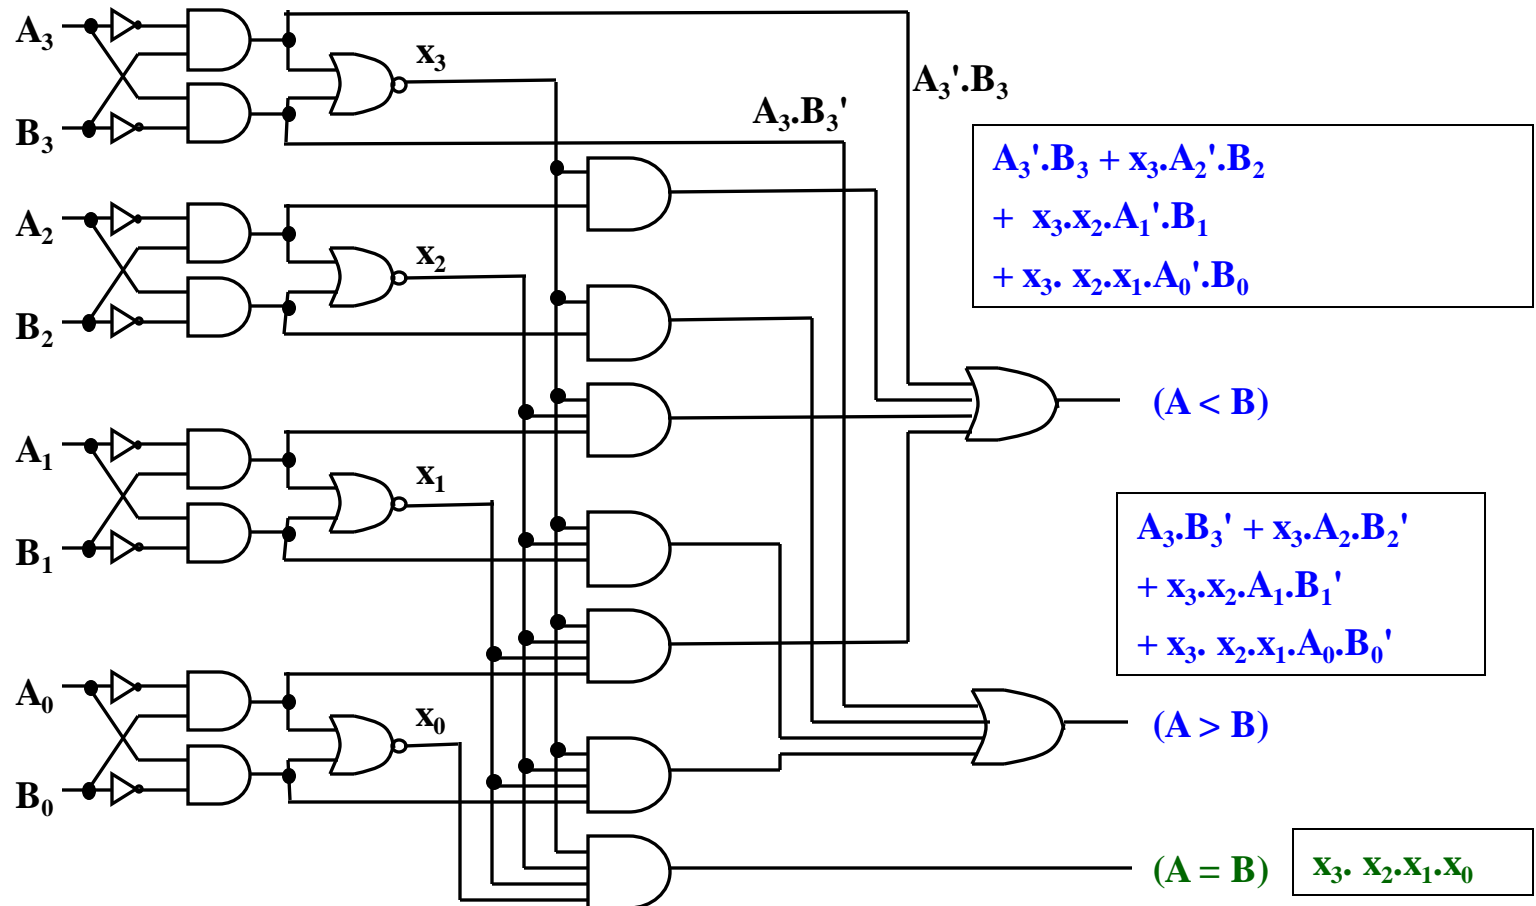 A₃
x₃
A₃'.B₃
A₃.B₃'
B₃
A₃'.B₃ + x₃.A₂'.B₂
+ x₃.x₂.A₁'.B₁
+ x₃. x₂.x₁.A₀'.B₀
A₂
x₂
B₂
(A < B)
A₁
x₁
B₁
A₃.B₃' + x₃.A₂.B₂'
+ x₃.x₂.A₁.B₁'
+ x₃. x₂.x₁.A₀.B₀'
A₀
x₀
(A > B)
B₀
(A = B)
x₃. x₂.x₁.x₀